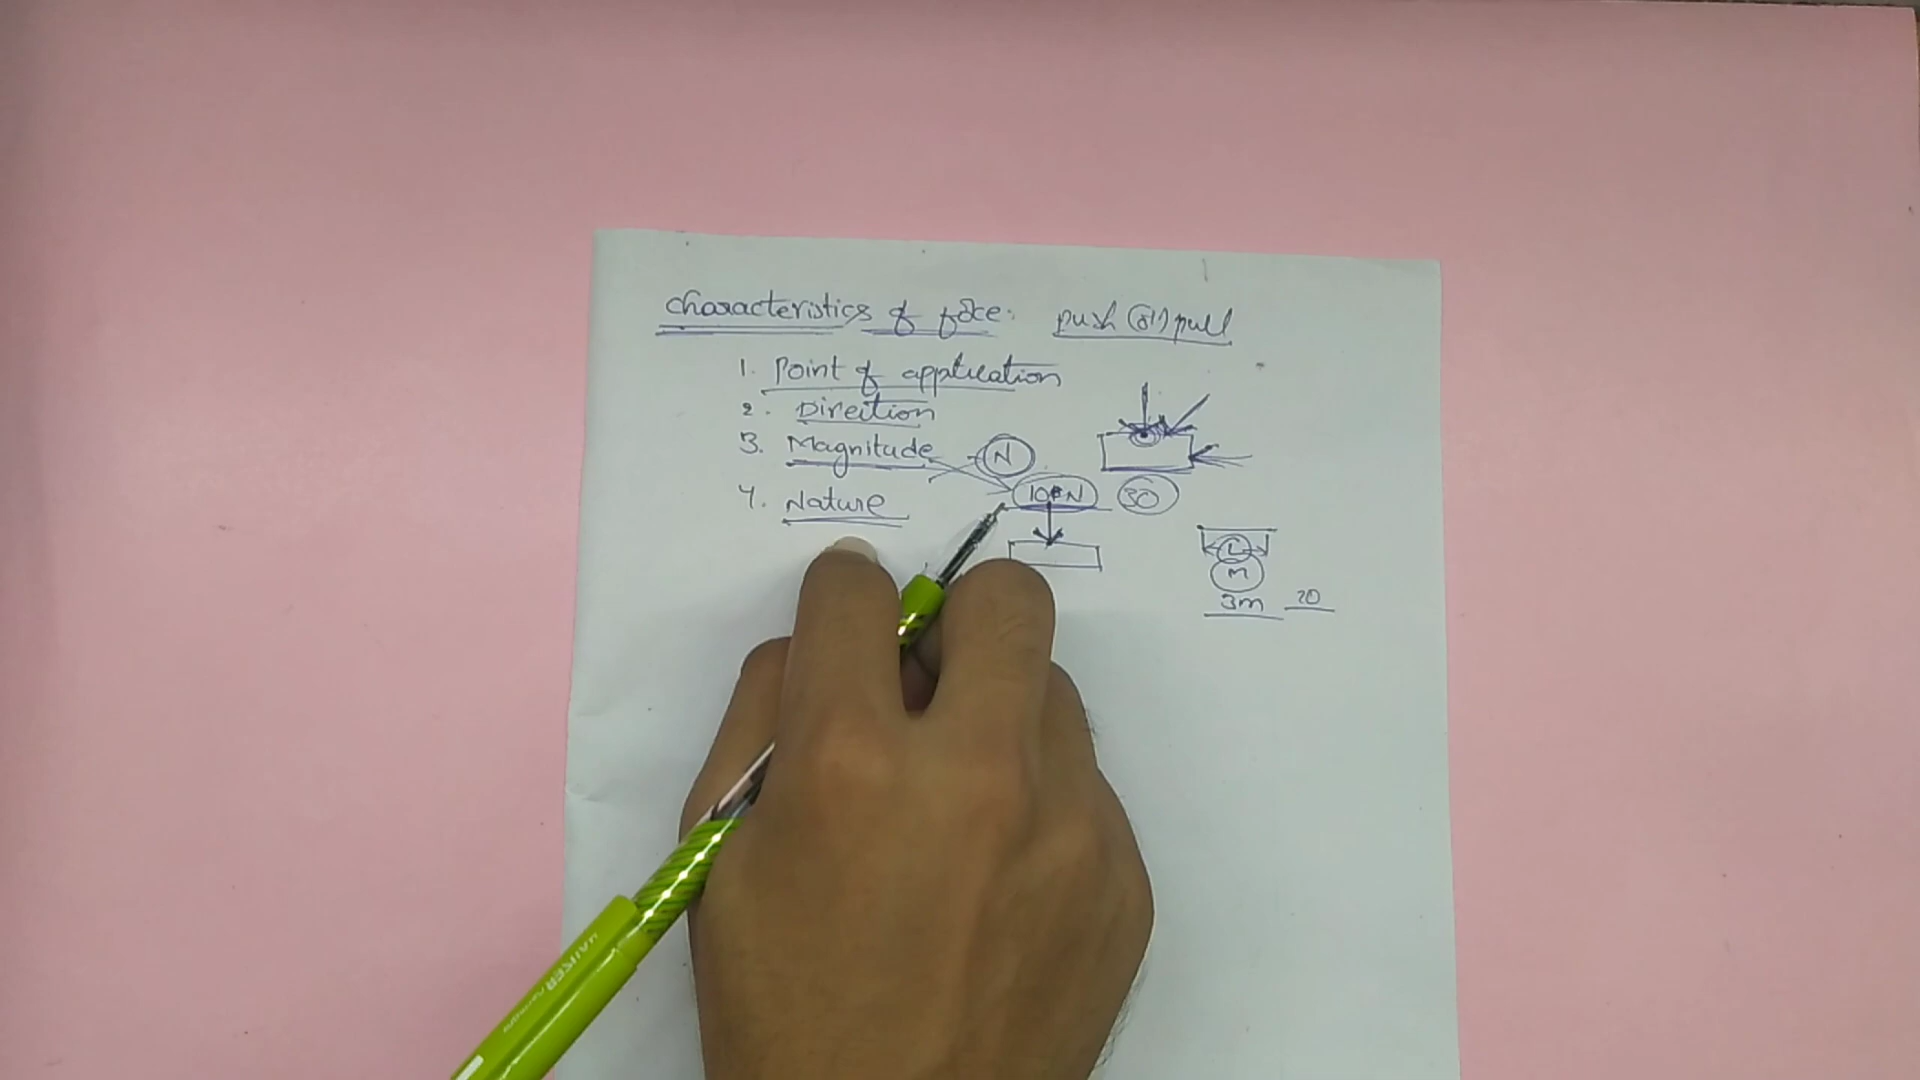 characteristics of force: push (or) pull
1. Point of application
2. Direction
3. Magnitude N
10 N 30
4. Nature
L
M
3m 20
HAUSER